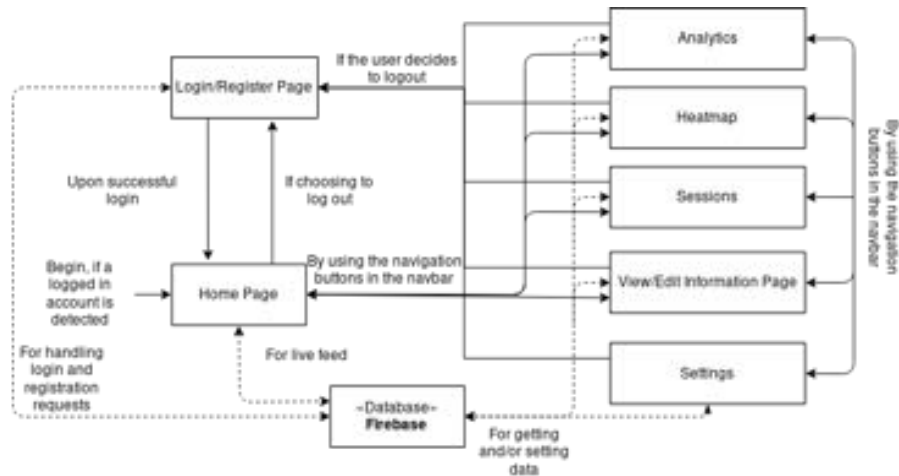 Analytics
If the user decides
to logout
Login/Register Page
Heatmap
By using the navigation
buttons in the navbar
Upon successful
login
If choosing to
log out
Sessions
Begin, if a
logged in
account is
detected
Home Page
By using the navigation
buttons in the navbar
View/Edit Information Page
For handling
login and
registration
requests
For live feed
Settings
~Database~
Firebase
For getting
and/or setting
data